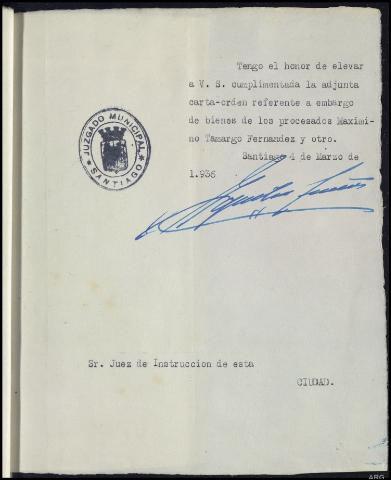 Tengo el honor de elevar
a V. S. cumplimentada la adjunta
carta-orden referente a embargo
de bienes de los procesados Maximi-
no Tamargo Fernandez y otro.
Santiago 4 de Marzo de
1.936
JUZGADO MUNICIPAL
* SANTIAGO *
Sr. Juez de Instruccion de esta
CIUDAD.
ARG